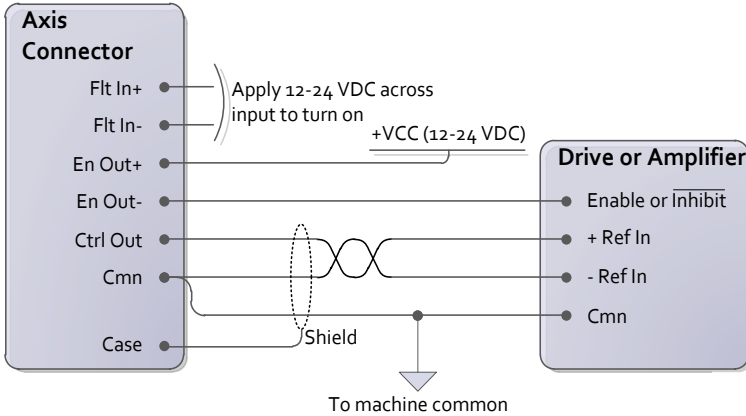 Axis
Connector
Flt In+
Flt In-
En Out+
En Out-
Ctrl Out
Cmn
Case
Apply 12-24 VDC across
input to turn on
+VCC (12-24 VDC)
Shield
To machine common
Drive or Amplifier
Enable or Inhibit
+ Ref In
- Ref In
Cmn